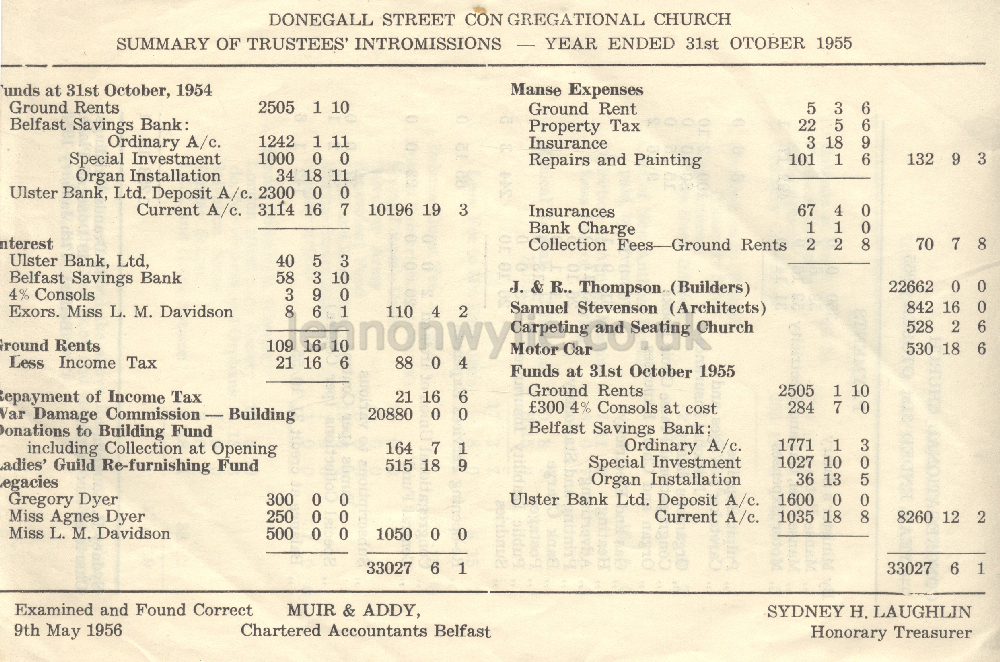 DONEGALL STREET CONGREGATIONAL CHURCH
SUMMARY OF TRUSTEES' INTROMISSIONS — YEAR ENDED 31st OTOBER 1955
unds at 31st October, 1954
Ground Rents 2505 1 10
Belfast Savings Bank:
Ordinary A/c. 1242 1 11
Special Investment 1000 0 0
Organ Installation 34 18 11
Ulster Bank, Ltd. Deposit A/c. 2300 0 0
Current A/c. 3114 16 7 10196 19 3
nterest
Ulster Bank, Ltd, 40 5 3
Belfast Savings Bank 58 3 10
4% Consols 3 9 0
Exors. Miss L. M. Davidson 8 6 1 110 4 2
round Rents 109 16 10
Less Income Tax 21 16 6 88 0 4
epayment of Income Tax 21 16 6
War Damage Commission — Building 20880 0 0
Donations to Building Fund
including Collection at Opening 164 7 1
adies' Guild Re-furnishing Fund 515 18 9
egacies
Gregory Dyer 300 0 0
Miss Agnes Dyer 250 0 0
Miss L. M. Davidson 500 0 0 1050 0 0
33027 6 1
Manse Expenses
Ground Rent 5 3 6
Property Tax 22 5 6
Insurance 3 18 9
Repairs and Painting 101 1 6 132 9 3
Insurances 67 4 0
Bank Charge 1 1 0
Collection Fees—Ground Rents 2 2 8 70 7 8
J. & R.. Thompson (Builders) 22662 0 0
Samuel Stevenson (Architects) 842 16 0
Carpeting and Seating Church 528 2 6
Motor Car 530 18 6
Funds at 31st October 1955
Ground Rents 2505 1 10
£300 4% Consols at cost 284 7 0
Belfast Savings Bank:
Ordinary A/c. 1771 1 3
Special Investment 1027 10 0
Organ Installation 36 13 5
Ulster Bank Ltd. Deposit A/c. 1600 0 0
Current A/c. 1035 18 8 8260 12 2
33027 6 1
lennonwylie.co.uk
Examined and Found Correct MUIR & ADDY,
9th May 1956 Chartered Accountants Belfast
SYDNEY H. LAUGHLIN
Honorary Treasurer